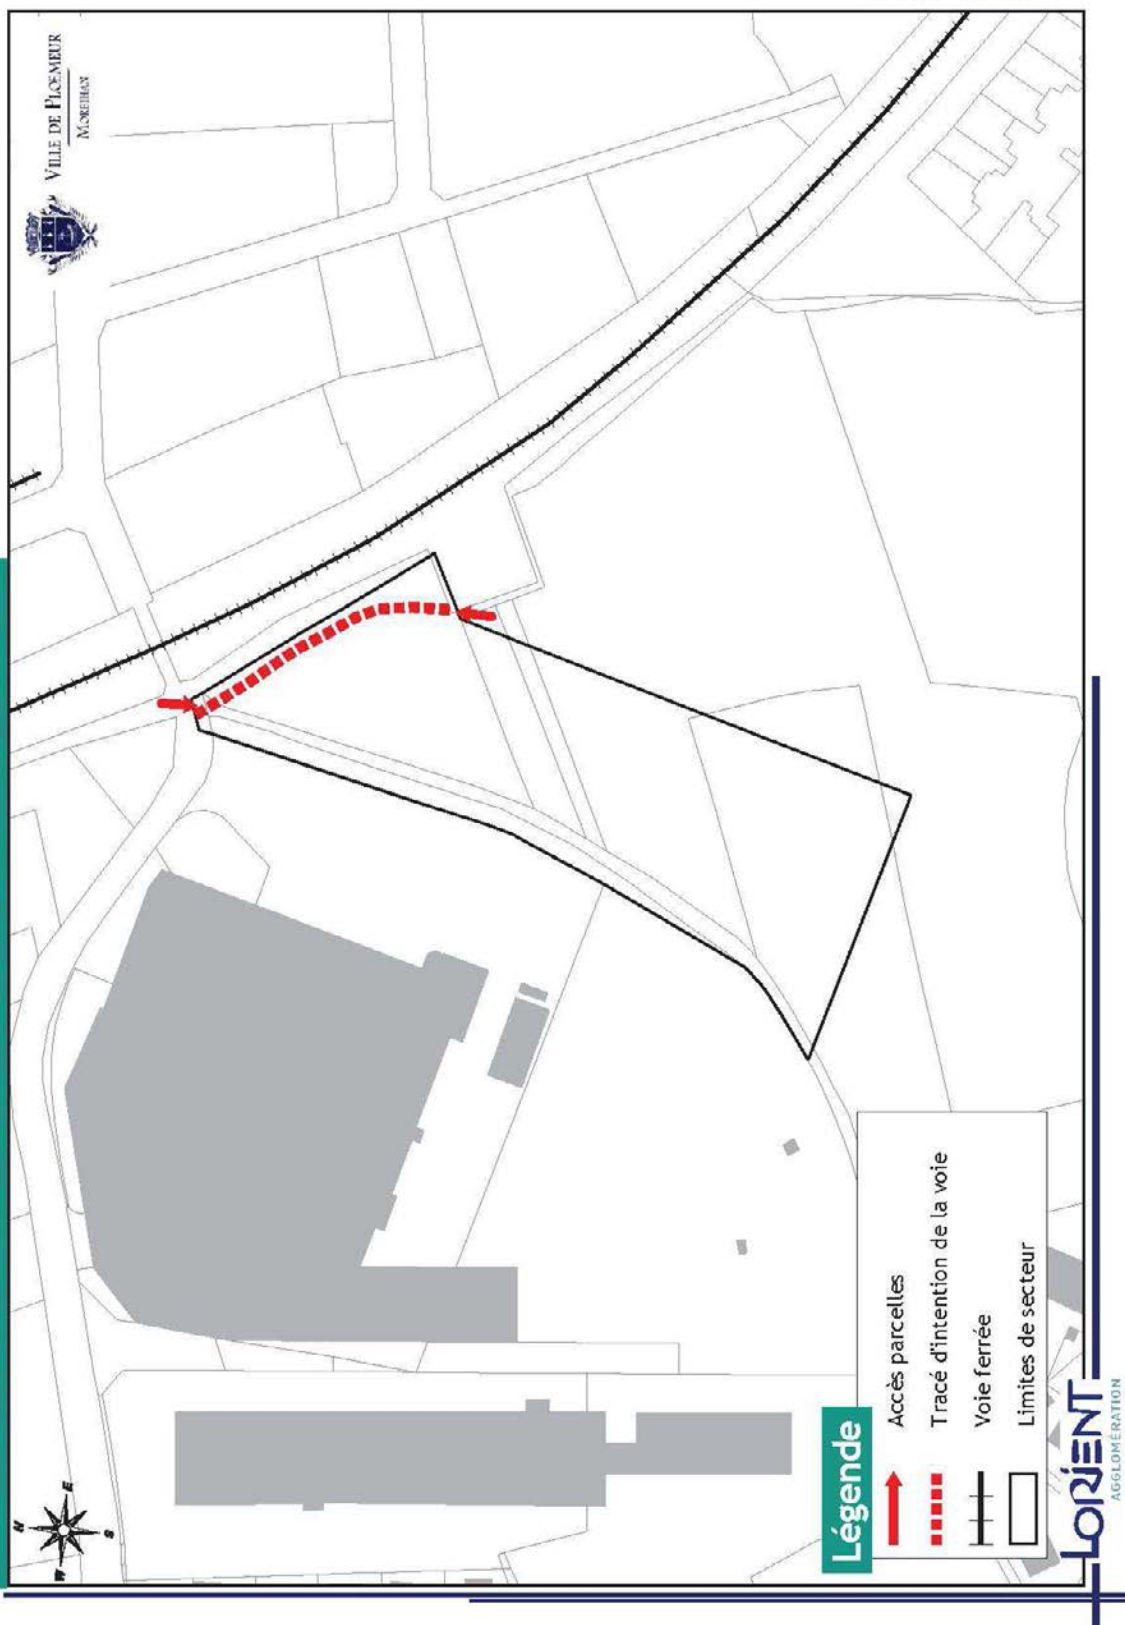 VILLE DE PLŒMEUR
MORBIHAN
N
W
E
S
Légende
Accès parcelles
Tracé d'intention de la voie
Voie ferrée
Limites de secteur
LORIENT
AGGLOMÉRATION